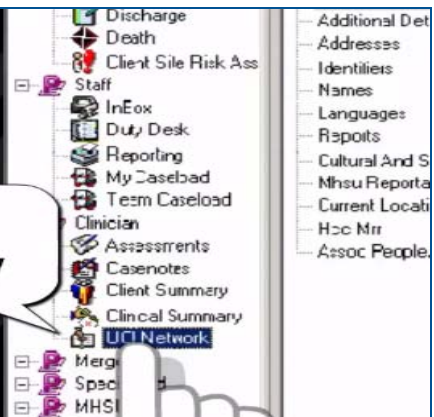 Discharge
Death
Client Site Risk Ass
Staff
InBox
Duty Desk
Reporting
My Caseload
Team Caseload
Clinician
Assessments
Casenotes
Client Summary
Clinical Summary
UCI Network
Merg
Spec
MHS
Additional Det
Addresses
Identifiers
Names
Languages
Reports
Cultural And S
Mhsu Reporta
Current Locati
Hcc Mrr
Assoc People